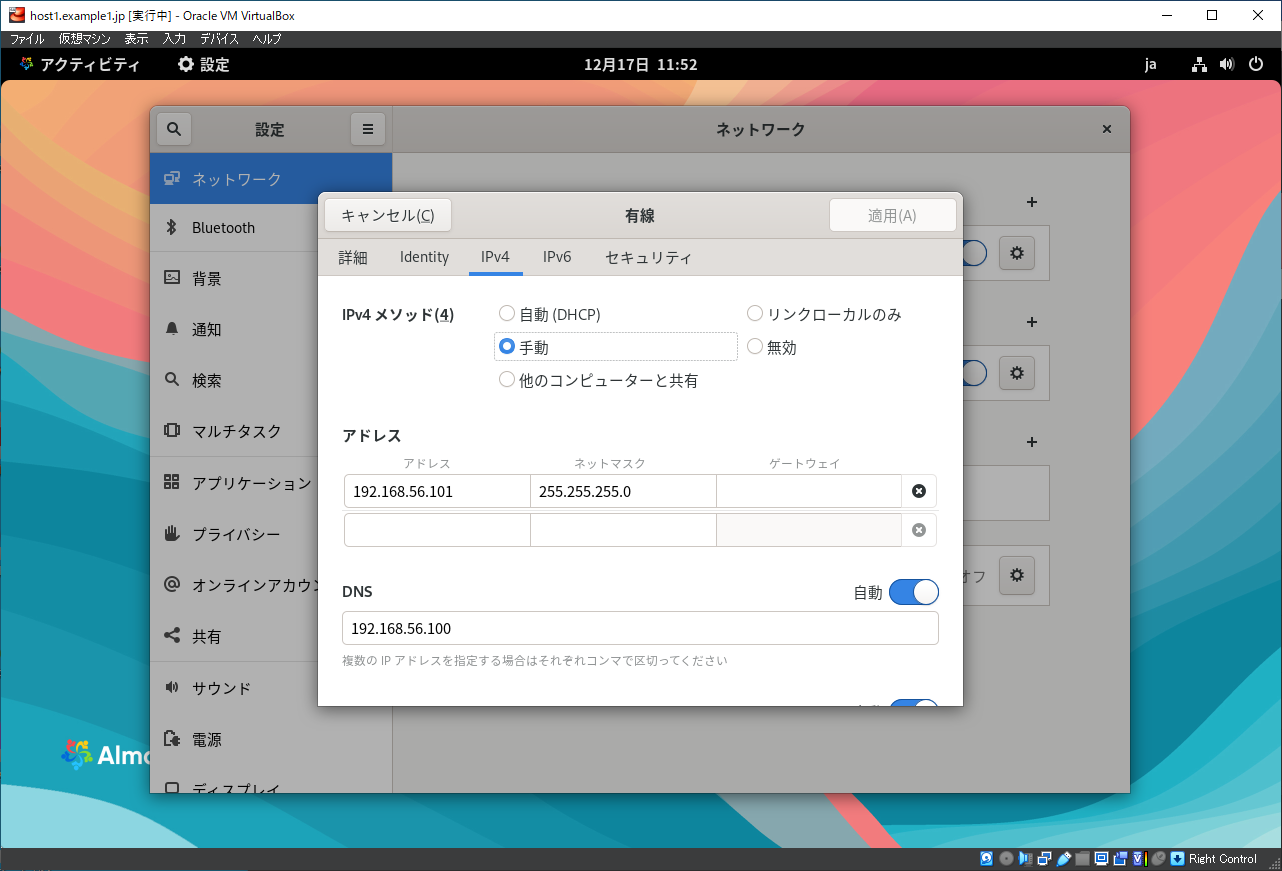 host1.example1.jp [実行中] - Oracle VM VirtualBox
ファイル 仮想マシン 表示 入力 デバイス ヘルプ
アクティビティ 設定 12月17日 11:52 ja
設定 ネットワーク
ネットワーク
Bluetooth
背景
通知
検索
マルチタスク
アプリケーション
プライバシー
オンラインアカウン
共有
サウンド
電源
ディスプレイ
キャンセル(C) 有線 適用(A)
詳細 Identity IPv4 IPv6 セキュリティ
IPv4 メソッド(4) 自動 (DHCP) リンクローカルのみ
手動 無効
他のコンピューターと共有
アドレス
アドレス ネットマスク ゲートウェイ
192.168.56.101 255.255.255.0
DNS 自動
192.168.56.100
複数の IP アドレスを指定する場合はそれぞれコンマで区切ってください
オフ
Alma
Right Control